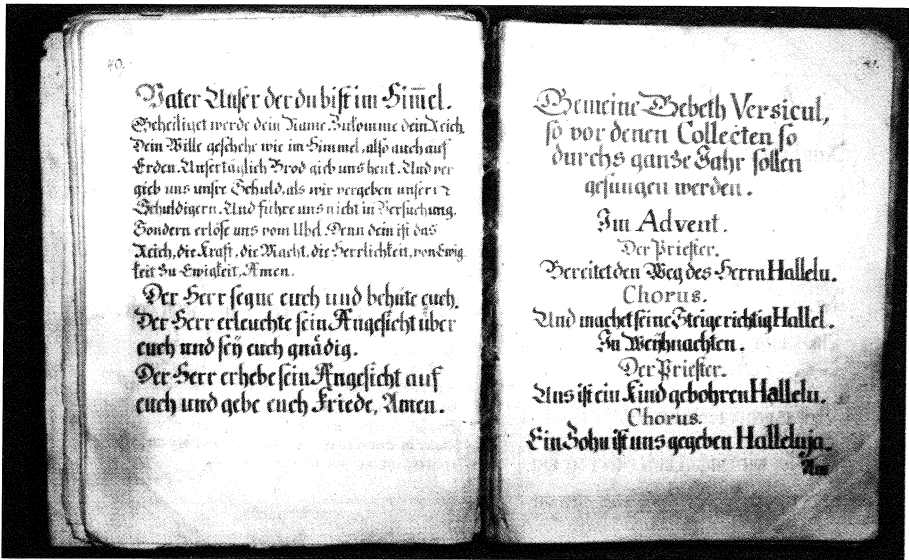 40.
Vater Unser der du bist im Him̄el.
Geheiliget werde dein Name. Zukomme dein Reich.
Dein Wille geschehe wie im Himmel, also auch auf
Erden. Unser täglich Brod gieb uns heut. Und ver
gieb uns unsre Schuld, als wir vergeben unsern
Schuldigern. Und führe uns nicht in Versuchung.
Sondern erlöse uns vom Ubel. Denn dein ist das
Reich, die Kraft, die Macht, die Herrlichkeit, von Ewig
keit zu Ewigkeit, Amen.
Der Herr segne euch und behüte euch.
Der Herr erleuchte sein Angesicht über
euch und seÿ euch gnädig.
Der Herr erhebe sein Angesicht auf
euch und gebe euch Friede, Amen.
41.
Gemeine Gebeth Versicul,
so vor denen Collecten so
durchs ganze Jahr sollen
gesungen werden.
Im Advent.
Der Priester.
Bereitet den Weg des Herrn Hallelu.
Chorus.
Und machet seine Steige richtig Hallel.
In Weÿhnachten.
Der Priester.
Uns ist ein Kind gebohren Hallelu.
Chorus.
Ein Sohn ist uns gegeben Halleluja.
Am